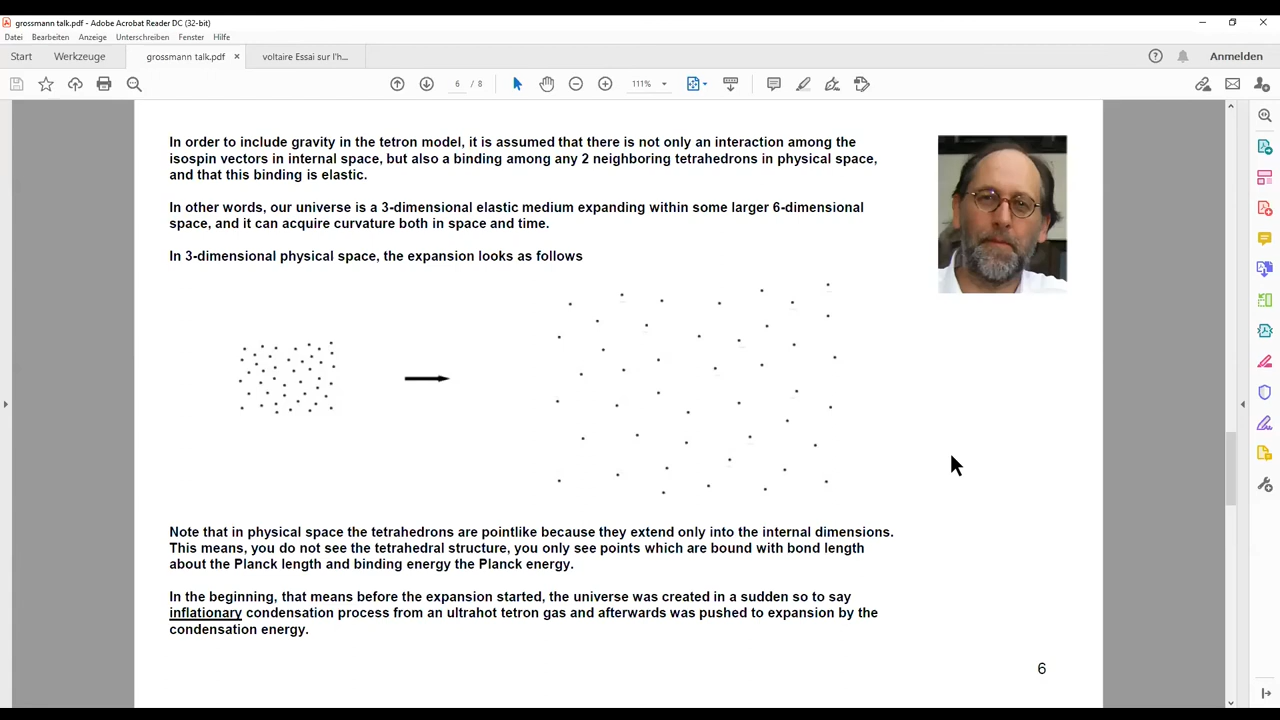 grossmann talk.pdf - Adobe Acrobat Reader DC (32-bit)
Datei Bearbeiten Anzeige Unterschreiben Fenster Hilfe
Start Werkzeuge grossmann talk.pdf × voltaire Essai sur l'h... Anmelden
6 / 8 111%
In order to include gravity in the tetron model, it is assumed that there is not only an interaction among the
isospin vectors in internal space, but also a binding among any 2 neighboring tetrahedrons in physical space,
and that this binding is elastic.
In other words, our universe is a 3-dimensional elastic medium expanding within some larger 6-dimensional
space, and it can acquire curvature both in space and time.
In 3-dimensional physical space, the expansion looks as follows
Note that in physical space the tetrahedrons are pointlike because they extend only into the internal dimensions.
This means, you do not see the tetrahedral structure, you only see points which are bound with bond length
about the Planck length and binding energy the Planck energy.
In the beginning, that means before the expansion started, the universe was created in a sudden so to say
inflationary condensation process from an ultrahot tetron gas and afterwards was pushed to expansion by the
condensation energy.
6